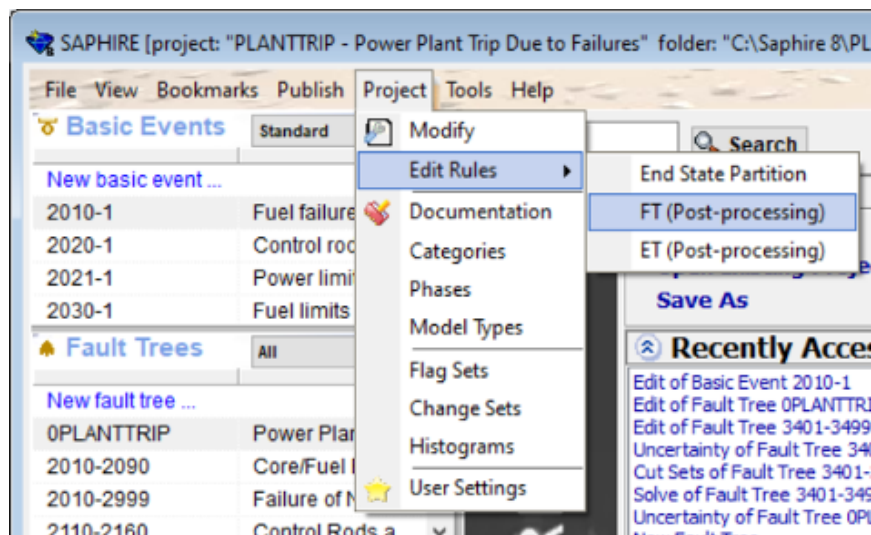 SAPHIRE [project: "PLANTTRIP - Power Plant Trip Due to Failures" folder: "C:\Saphire 8\PL
File View Bookmarks Publish Project Tools Help
Basic Events Standard
Search
New basic event ...
2010-1 Fuel failure
2020-1 Control
2021-1 Power
2030-1 Fuel limits
Fault Trees All
New fault tree ...
0PLANTTRIP Power
2010-2090 Core/Fuel
2010-2999 Failure of
2110-2160 Control Rods a
Modify
Edit Rules
Documentation
Categories
Phases
Model Types
Flag Sets
Change Sets
Histograms
User Settings
End State Partition
FT (Post-processing)
ET (Post-processing)
Save As
Recently
Edit of Basic Event 2010-1
Edit of Fault Tree 0PLANTTRI
Edit of Fault Tree 3401-3499
Uncertainty of Fault Tree 34
Cut Sets of Fault Tree 3401-
Solve of Fault Tree 3401-349
Uncertainty of Fault Tree 0PL